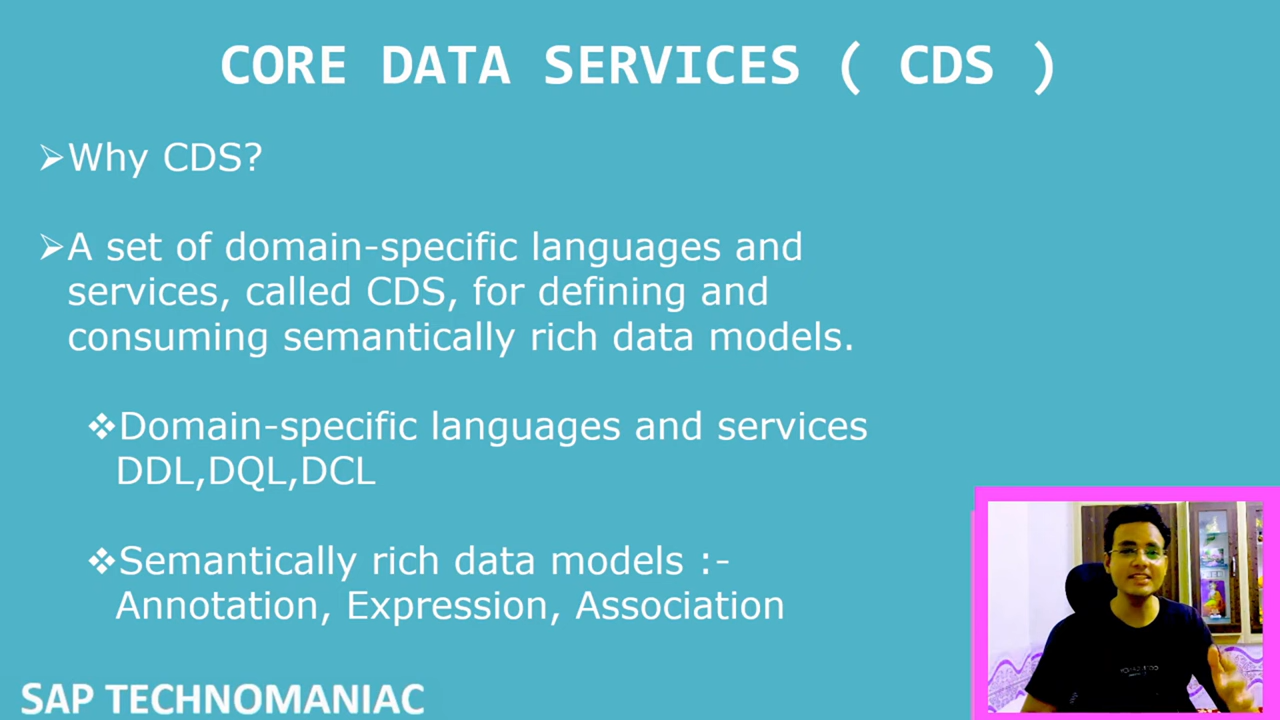 CORE DATA SERVICES ( CDS )
➢Why CDS?
➢A set of domain-specific languages and
services, called CDS, for defining and
consuming semantically rich data models.
❖Domain-specific languages and services
DDL,DQL,DCL
❖Semantically rich data models :-
Annotation, Expression, Association
SAP TECHNOMANIAC